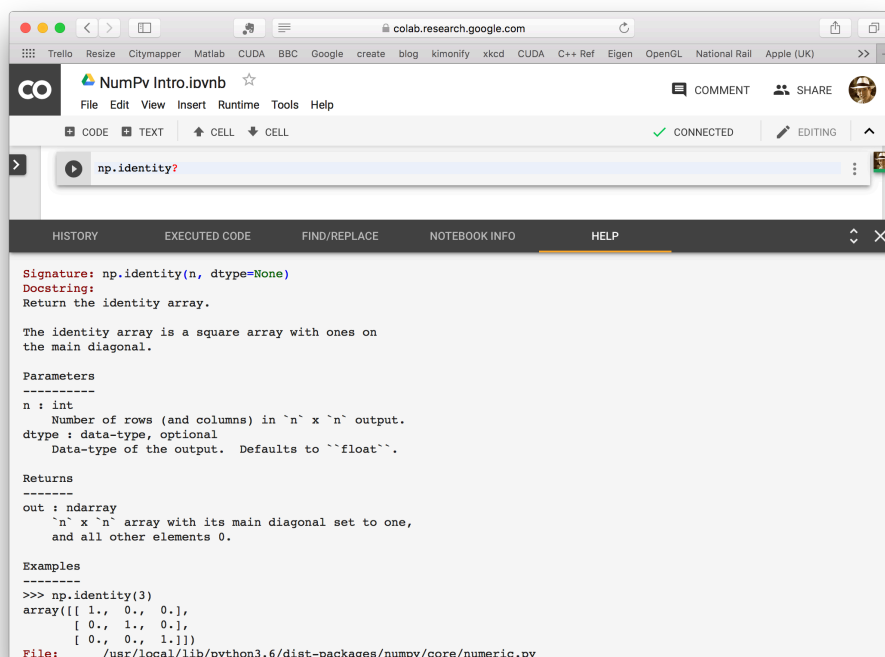 colab.research.google.com
Trello Resize Citymapper Matlab CUDA BBC Google create blog kimonify xkcd CUDA C++ Ref Eigen OpenGL National Rail Apple (UK) >>
CO NumPy Intro.ipynb
COMMENT SHARE
File Edit View Insert Runtime Tools Help
CODE TEXT CELL CELL CONNECTED EDITING
np.identity?
HISTORY EXECUTED CODE FIND/REPLACE NOTEBOOK INFO HELP
Signature: np.identity(n, dtype=None)
Docstring:
Return the identity array.
The identity array is a square array with ones on
the main diagonal.
Parameters
----------
n : int
    Number of rows (and columns) in `n` x `n` output.
dtype : data-type, optional
    Data-type of the output.  Defaults to ``float``.
Returns
-------
out : ndarray
    `n` x `n` array with its main diagonal set to one,
    and all other elements 0.
Examples
--------
>>> np.identity(3)
array([[ 1.,  0.,  0.],
       [ 0.,  1.,  0.],
       [ 0.,  0.,  1.]])
File:      /usr/local/lib/python3.6/dist-packages/numpy/core/numeric.py